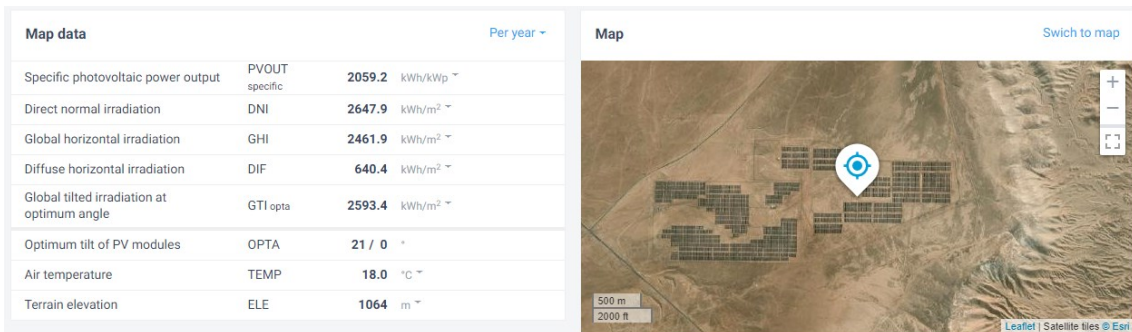 Map data
Per year
Specific photovoltaic power output PVOUT specific 2059.2 kWh/kWp
Direct normal irradiation DNI 2647.9 kWh/m²
Global horizontal irradiation GHI 2461.9 kWh/m²
Diffuse horizontal irradiation DIF 640.4 kWh/m²
Global tilted irradiation at
optimum angle GTI opta 2593.4 kWh/m²
Optimum tilt of PV modules OPTA 21 / 0 °
Air temperature TEMP 18.0 °C
Terrain elevation ELE 1064 m
Map
Swich to map
+
−
500 m
2000 ft
Leaflet | Satellite tiles © Esri